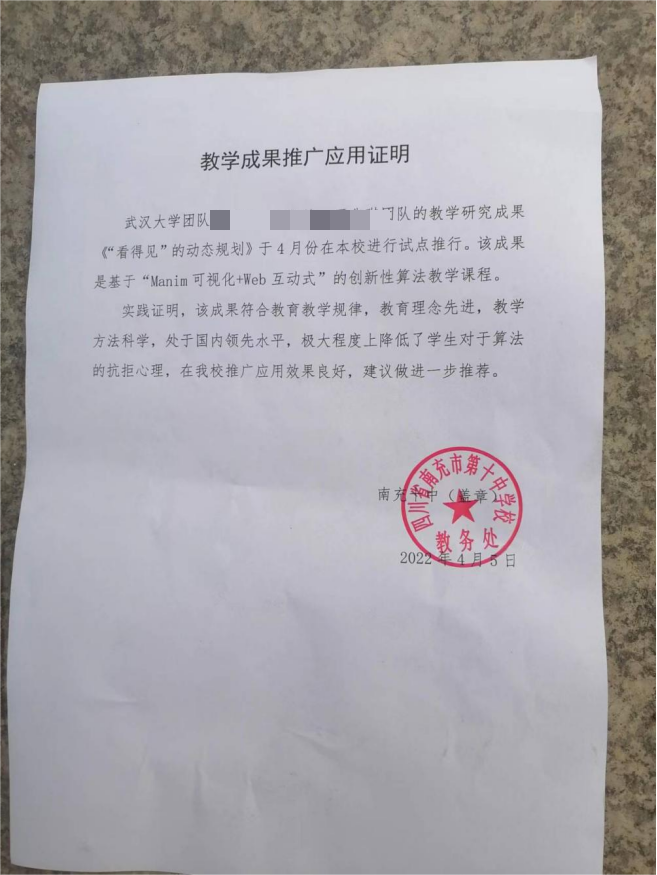 教学成果推广应用证明
武汉大学团队 队的教学研究成果
《“看得见”的动态规划》于4月份在本校进行试点推行。该成果
是基于“Manim可视化+Web互动式”的创新性算法教学课程。
实践证明，该成果符合教育教学规律，教育理念先进，教学
方法科学，处于国内领先水平，极大程度上降低了学生对于算法
的抗拒心理，在我校推广应用效果良好，建议做进一步推荐。
南充十中（盖章）
四川省南充市第十中学校
教务处
2022年4月5日